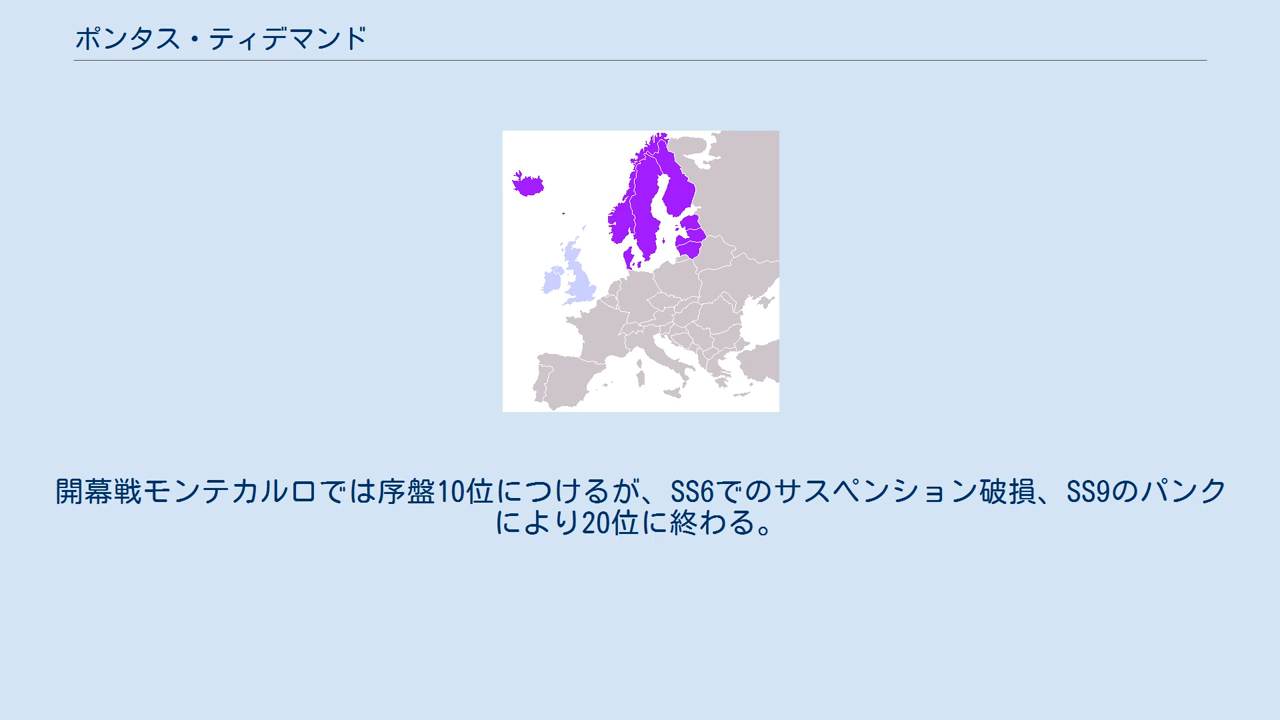 ポンタス・ティデマンド
開幕戦モンテカルロでは序盤10位につけるが、SS6でのサスペンション破損、SS9のパンク
により20位に終わる。